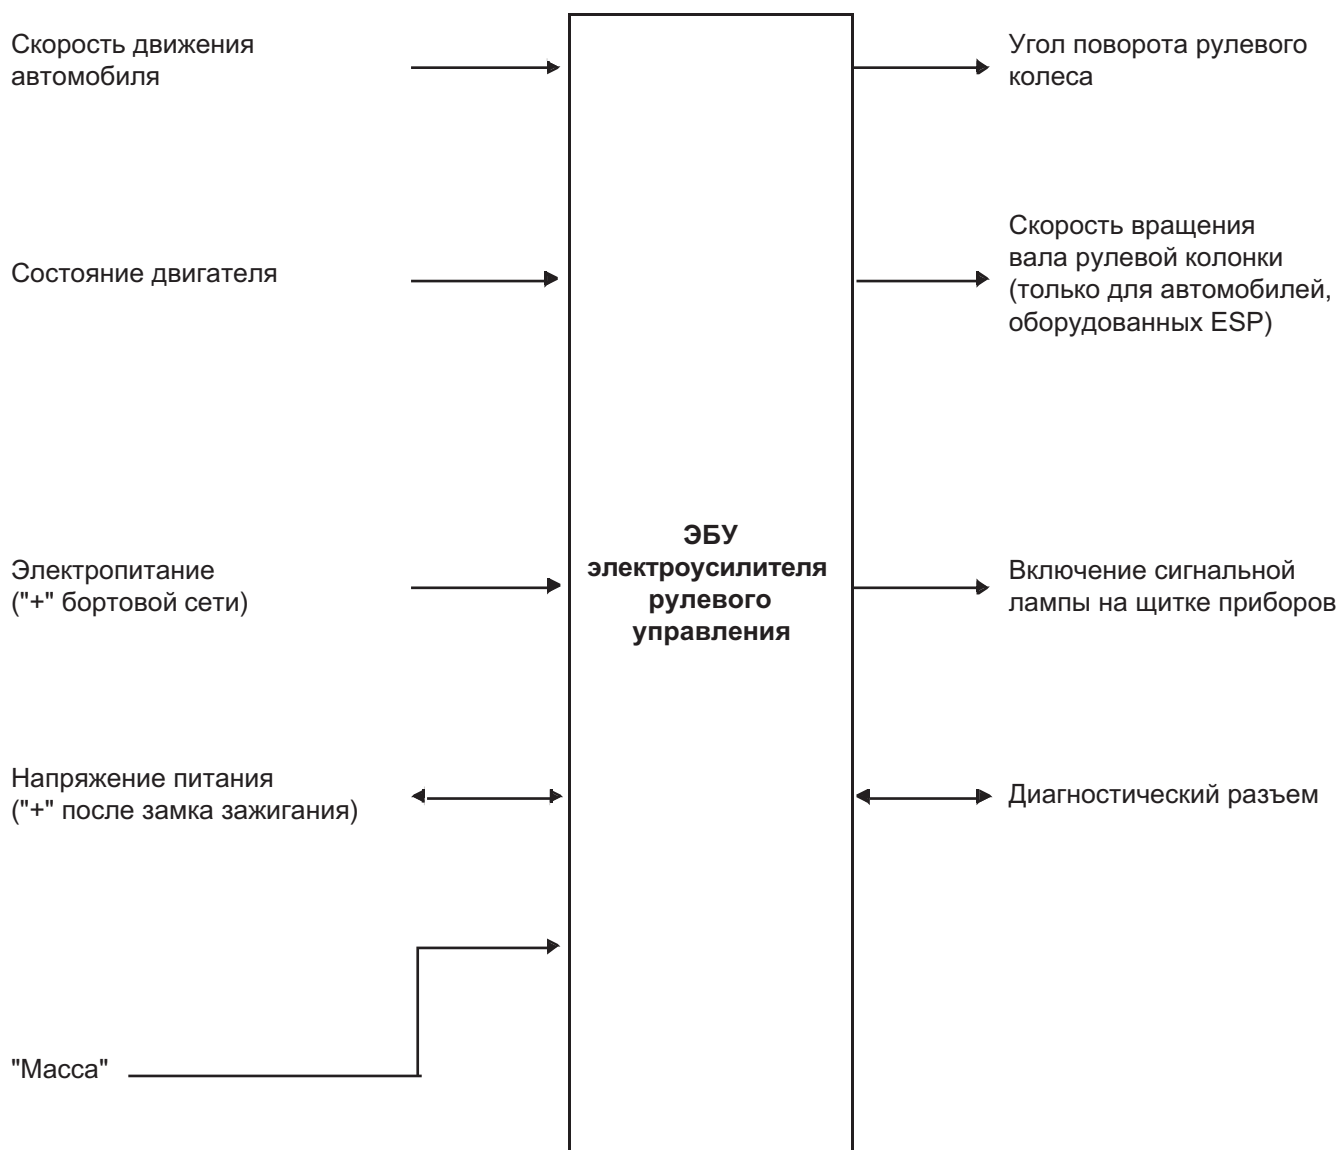 Скорость движения
автомобиля
Состояние двигателя
Электропитание
("+" бортовой сети)
Напряжение питания
("+" после замка зажигания)
"Масса"
ЭБУ
электроусилителя
рулевого
управления
Угол поворота рулевого
колеса
Скорость вращения
вала рулевой колонки
(только для автомобилей,
оборудованных ESP)
Включение сигнальной
лампы на щитке приборов
Диагностический разъем